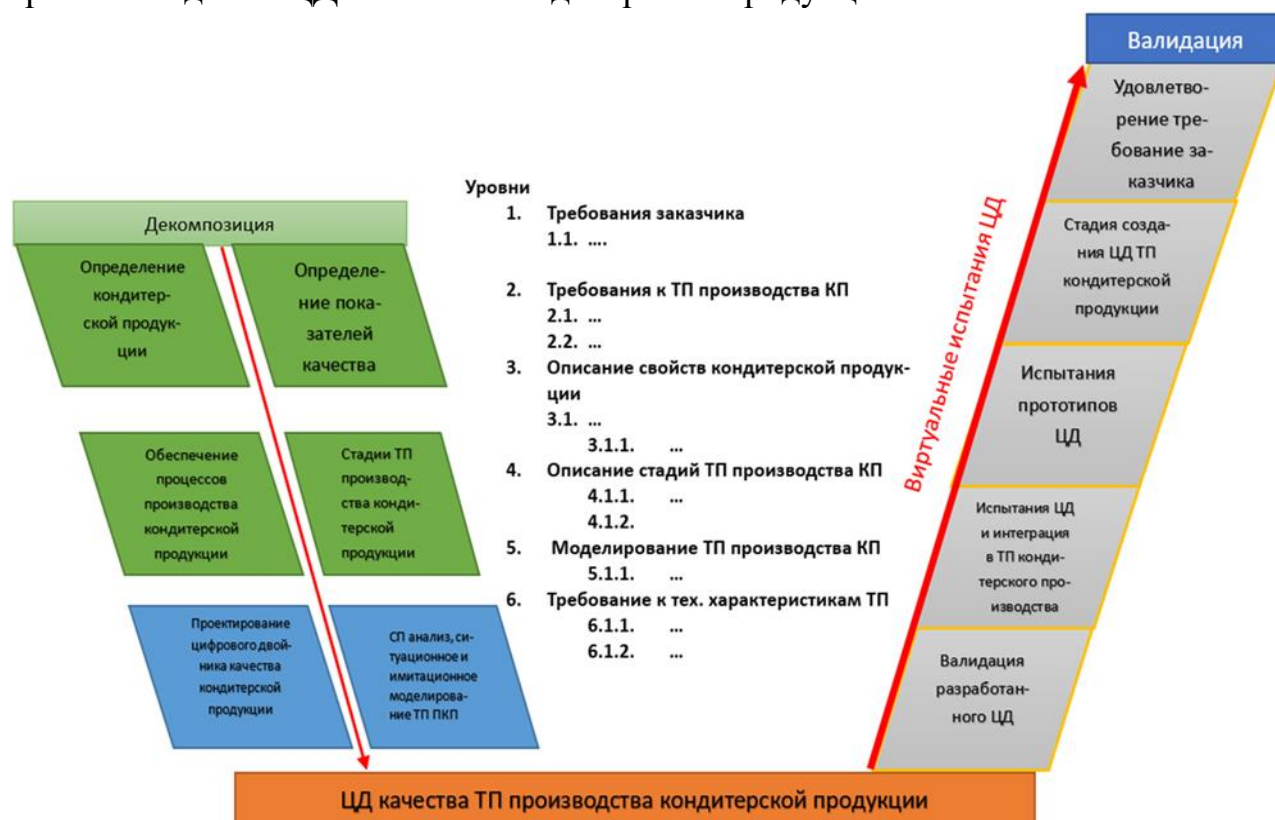 Декомпозиция
Определение
кондитер-
ской продук-
ции
Определе-
ние пока-
зателей
качества
Обеспечение
процессов
производства
кондитерской
продукции
Стадии ТП
производ-
ства конди-
терской
продукции
Проектирование
цифрового двой-
ника качества
кондитерской
продукции
СП анализ, си-
туационное и
имитационное
моделирова-
ние ТП ПКП
Уровни
1. Требования заказчика
1.1. ....
2. Требования к ТП производства КП
2.1. ...
2.2. ...
3. Описание свойств кондитерской продук-
ции
3.1. ...
3.1.1. ...
4. Описание стадий ТП производства КП
4.1.1. ...
4.1.2.
5. Моделирование ТП производства КП
5.1.1. ...
6. Требование к тех. характеристикам ТП
6.1.1. ...
6.1.2. ...
Виртуальные испытания ЦД
Валидация
Удовлетво-
рение тре-
бование за-
казчика
Стадия созда-
ния ЦД ТП
кондитерской
продукции
Испытания
прототипов
ЦД
Испытания ЦД
и интеграция
в ТП конди-
терского про-
изводства
Валидация
разработан-
ного ЦД
ЦД качества ТП производства кондитерской продукции